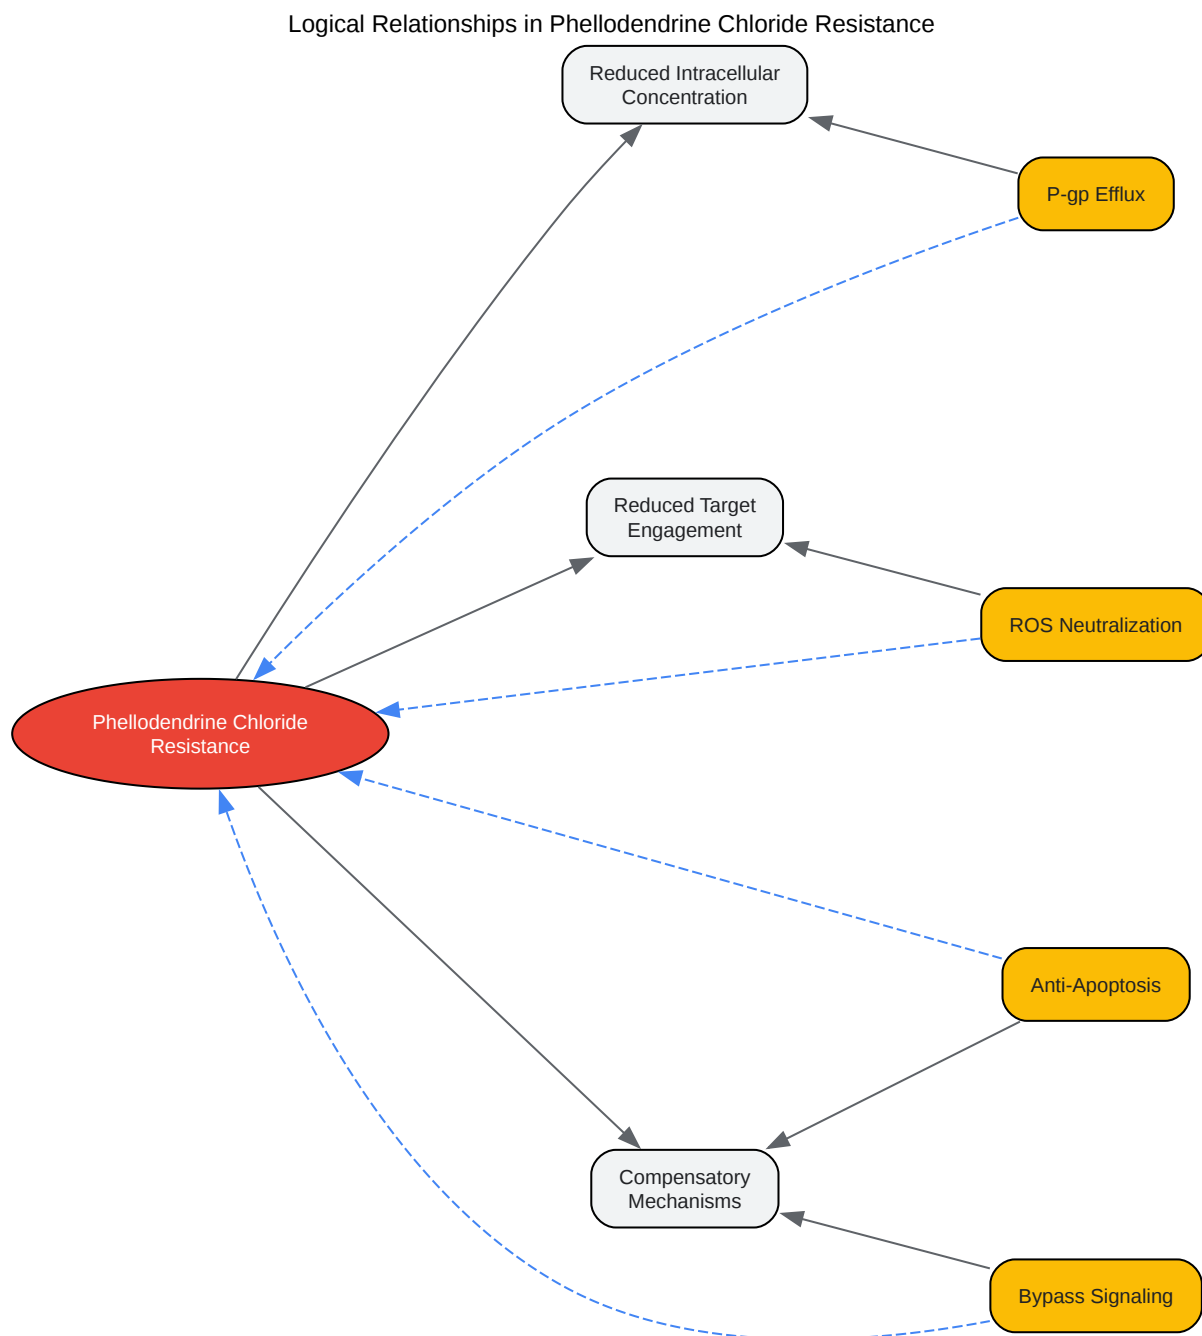 Logical Relationships in Phellodendrine Chloride Resistance
Reduced Intracellular
Concentration
P-gp Efflux
Reduced Target
Engagement
ROS Neutralization
Phellodendrine Chloride
Resistance
Anti-Apoptosis
Compensatory
Mechanisms
Bypass Signaling